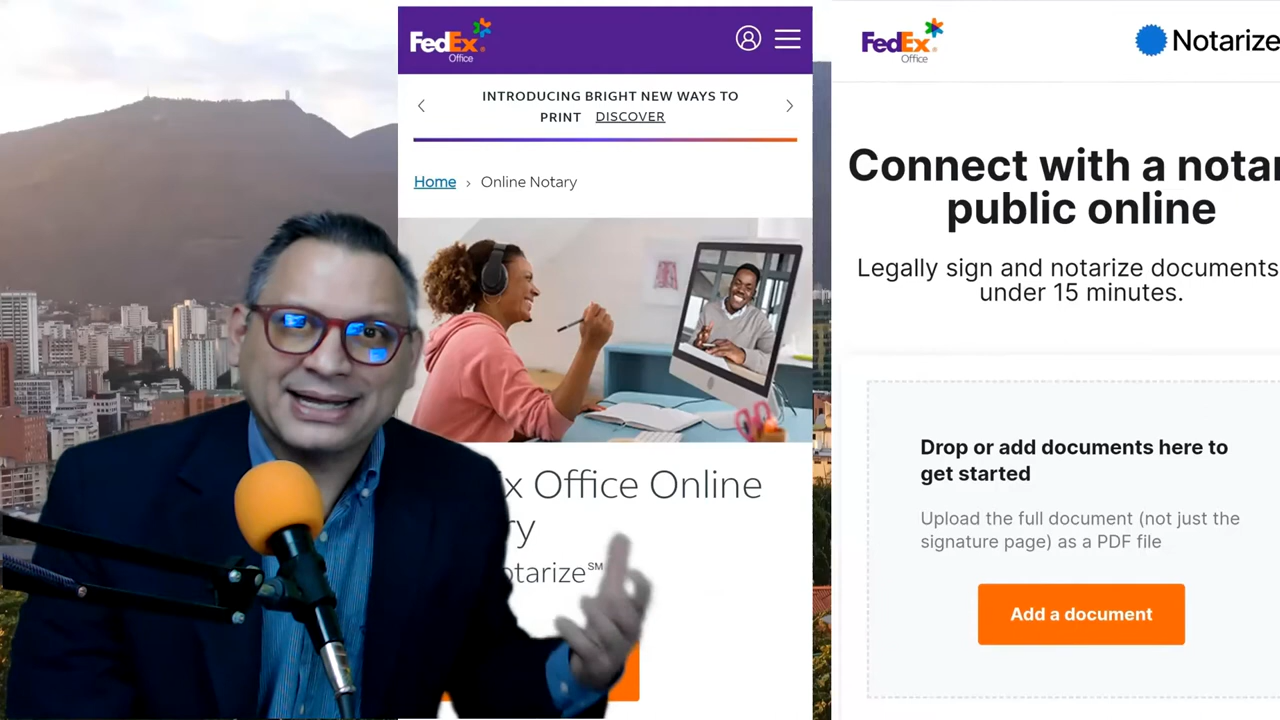 FedEx®
Office
INTRODUCING BRIGHT NEW WAYS TO
PRINT DISCOVER
Home › Online Notary
x Office Online
ry
otarize℠
FedEx®
Office
Notarize
Connect with a notar
public online
Legally sign and notarize documents
under 15 minutes.
Drop or add documents here to
get started
Upload the full document (not just the
signature page) as a PDF file
Add a document